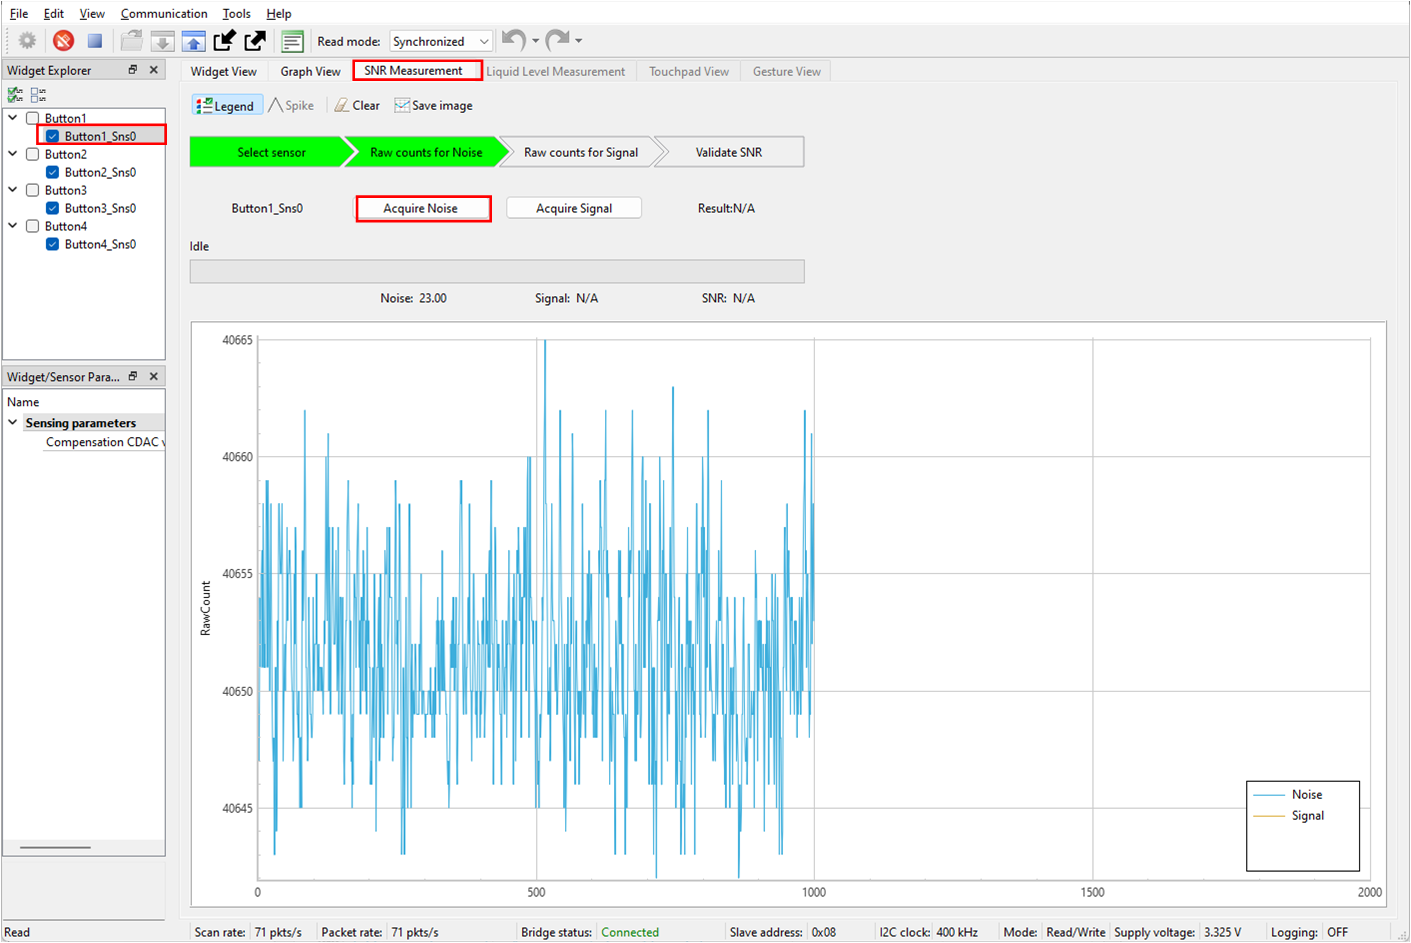 File Edit View Communication Tools Help
Read mode: Synchronized
Widget Explorer
Widget View Graph View SNR Measurement Liquid Level Measurement Touchpad View Gesture View
Legend Spike Clear Save image
Button1
Button1_Sns0
Button2
Button2_Sns0
Button3
Button3_Sns0
Button4
Button4_Sns0
Select sensor Raw counts for Noise Raw counts for Signal Validate SNR
Button1_Sns0 Acquire Noise Acquire Signal Result:N/A
Idle
Noise: 23.00 Signal: N/A SNR: N/A
Widget/Sensor Para...
Name
Sensing parameters
Compensation CDAC v
RawCount
40665
40660
40655
40650
40645
0 500 1000 1500 2000
Noise
Signal
Read Scan rate: 71 pkts/s Packet rate: 71 pkts/s Bridge status: Connected Slave address: 0x08 I2C clock: 400 kHz Mode: Read/Write Supply voltage: 3.325 V Logging: OFF